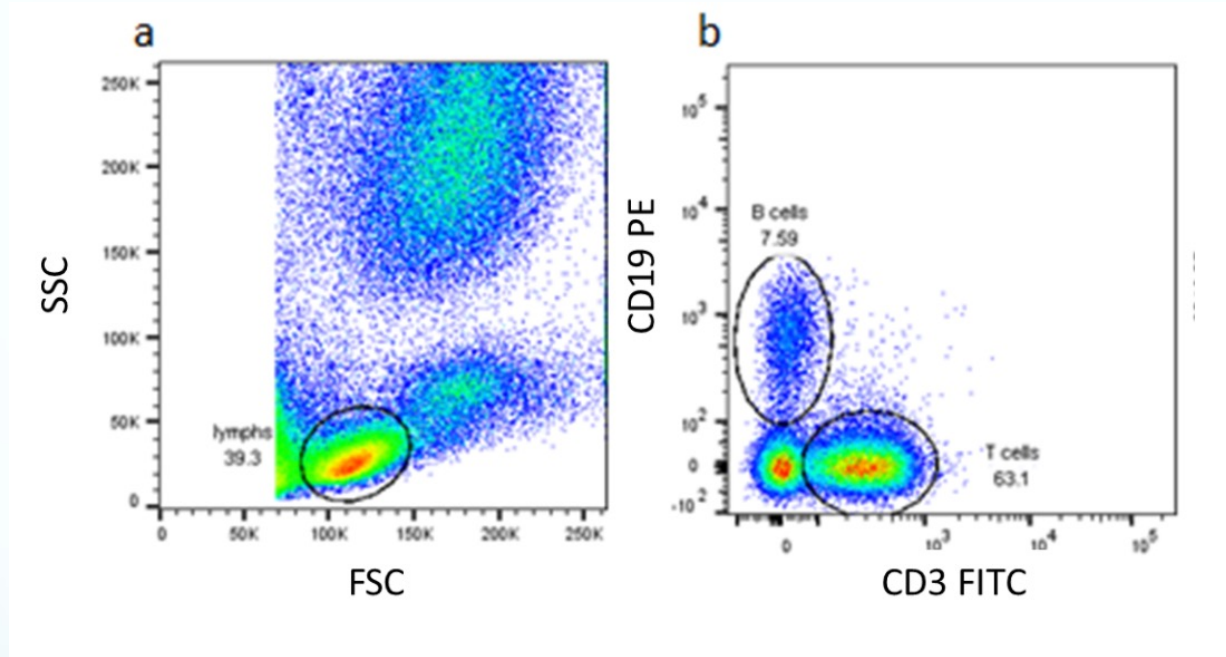 a
SSC
250K
200K
150K
100K
50K
0
lymphs
39.3
0
50K
100K
150K
200K
250K
FSC
b
CD19 PE
10^5
10^4
10^3
10^2
0
-10^2
B cells
7.59
T cells
63.1
0
10^3
10^4
10^5
CD3 FITC